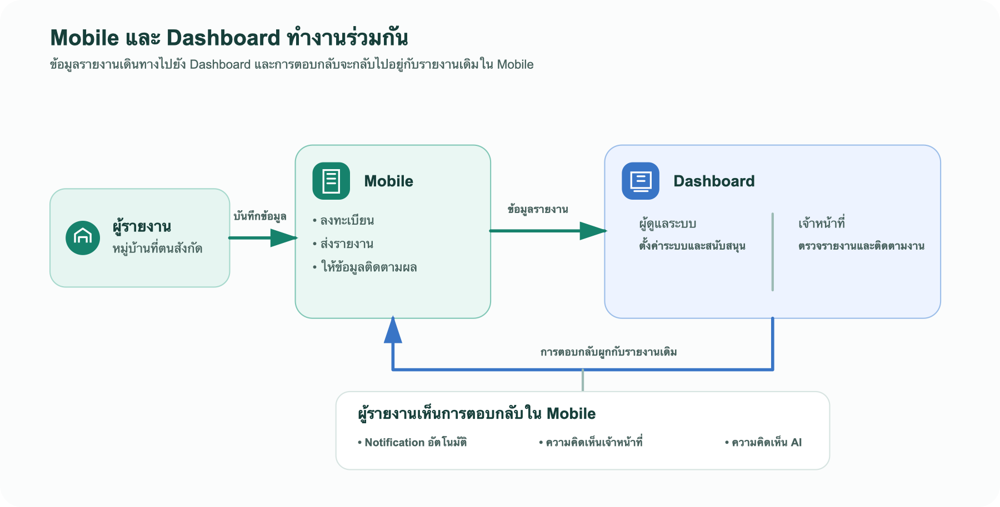 Mobile และ Dashboard ทำงานร่วมกัน
ข้อมูลรายงานเดินทางไปยัง Dashboard และการตอบกลับจะกลับไปอยู่กับรายงานเดิมใน Mobile
ผู้รายงาน
หมู่บ้านที่ตนสังกัด
บันทึกข้อมูล
Mobile
• ลงทะเบียน
• ส่งรายงาน
• ให้ข้อมูลติดตามผล
ข้อมูลรายงาน
Dashboard
ผู้ดูแลระบบ
ตั้งค่าระบบและสนับสนุน
เจ้าหน้าที่
ตรวจรายงานและติดตามงาน
การตอบกลับผูกกับรายงานเดิม
ผู้รายงานเห็นการตอบกลับใน Mobile
• Notification อัตโนมัติ
• ความคิดเห็นเจ้าหน้าที่
• ความคิดเห็น AI